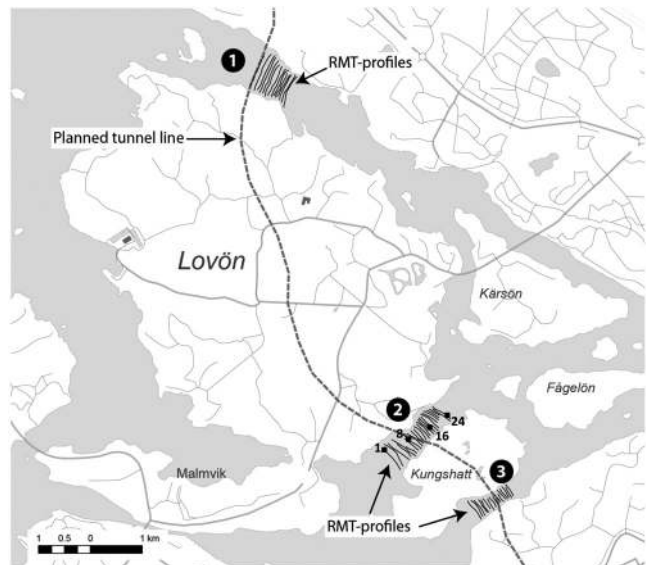 1
RMT-profiles
Planned tunnel line
Lovön
Kärsön
Fågelön
2
24
16
8
1
Malmvik
Kungshatt
3
RMT-profiles
1 0.5 0 1 km